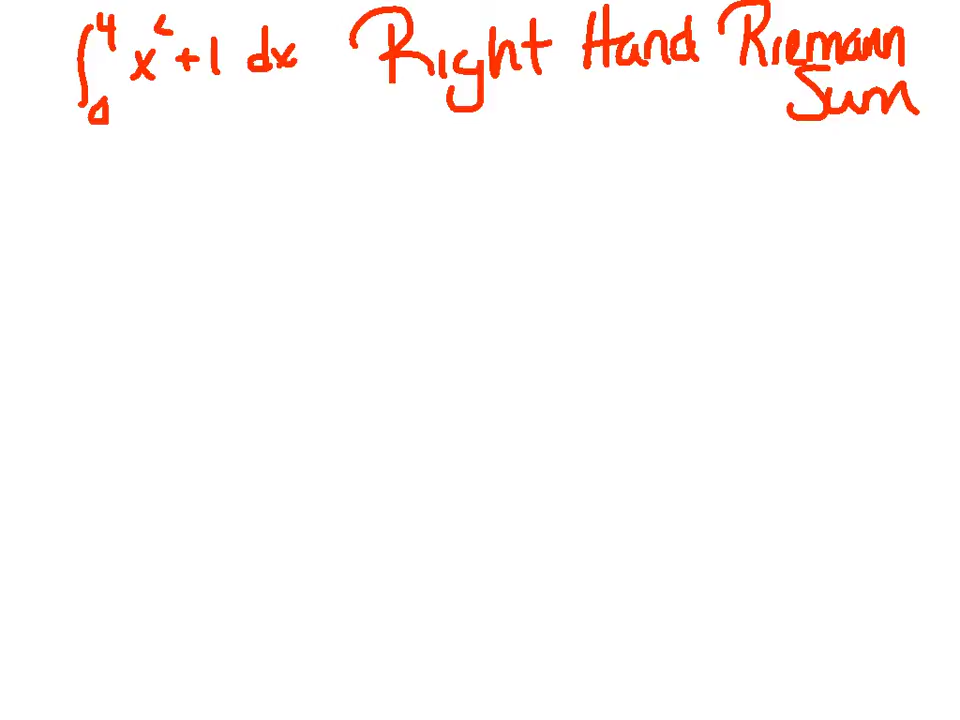 ∫₀⁴ x² + 1 dx Right Hand Riemann
Sum